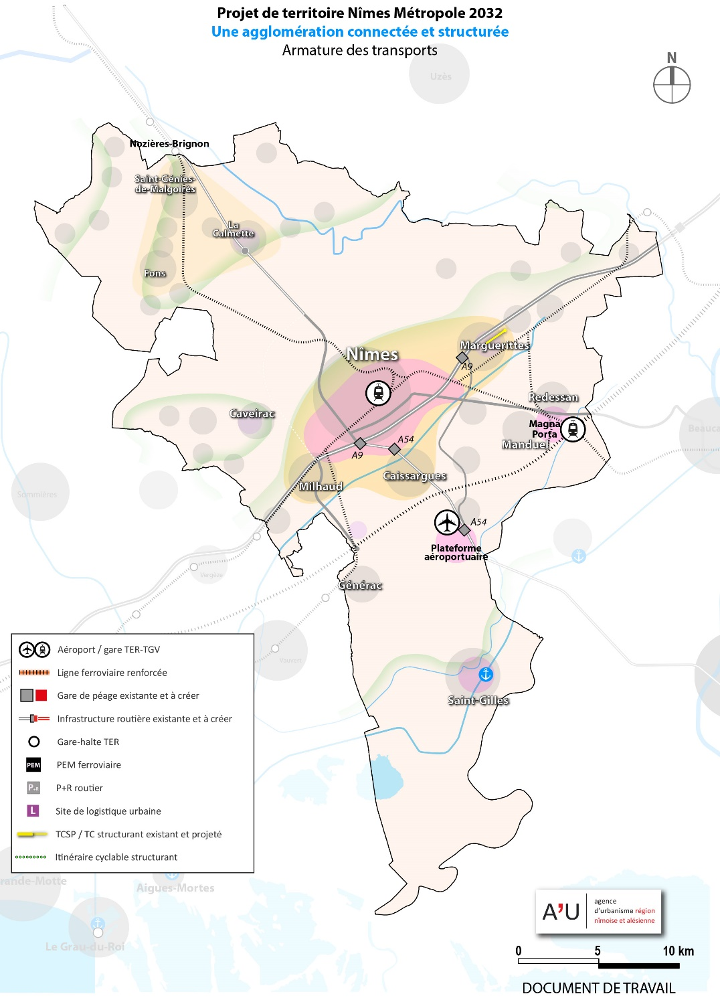 Projet de territoire Nîmes Métropole 2032
Une agglomération connectée et structurée
Armature des transports
N
Uzès
Nozières-Brignon
Saint-Géniès-
de-Malgoirès
La
Calmette
Fons
Nîmes
Marguerittes
A9
Redessan
Caveirac
Magna
Porta
Manduel
Beauca
A54
A9
Caissargues
Milhaud
Sommières
A54
Plateforme
aéroportuaire
Vergèze
Générac
Vauvert
Saint-Gilles
Aéroport / gare TER-TGV
Ligne ferroviaire renforcée
Gare de péage existante et à créer
Infrastructure routière existante et à créer
Gare-halte TER
PEM
PEM ferroviaire
P+R
P+R routier
L
Site de logistique urbaine
TCSP / TC structurant existant et projeté
Itinéraire cyclable structurant
rande-Motte
Aigues-Mortes
Le Grau-du-Roi
A'U
agence
d'urbanisme région
nîmoise et alésienne
0 5 10 km
DOCUMENT DE TRAVAIL